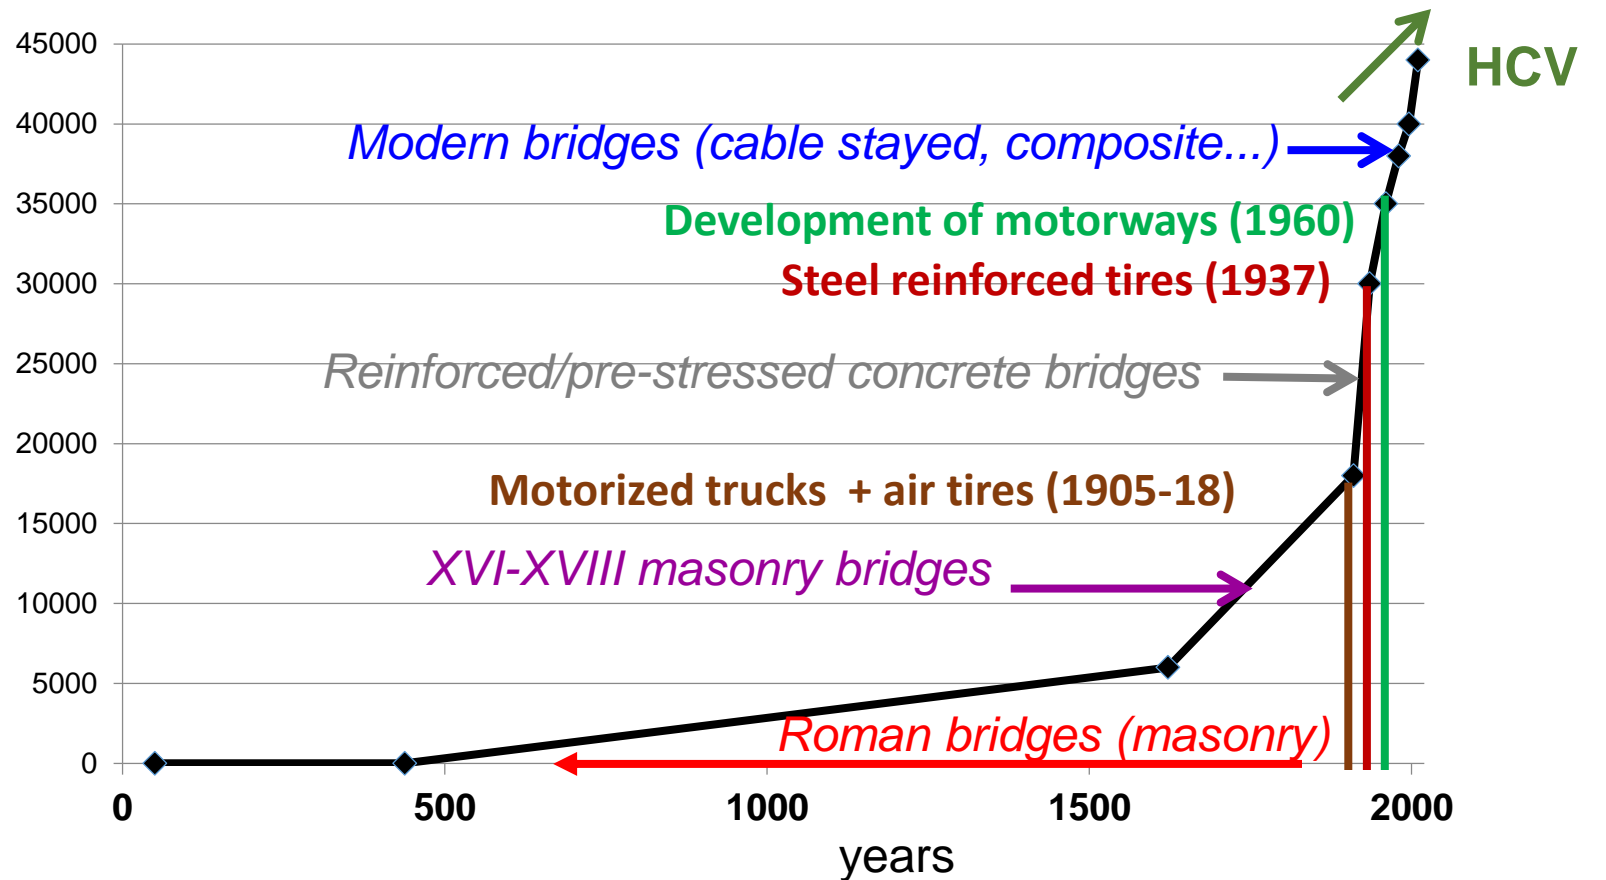 45000
HCV
40000
Modern bridges (cable stayed, composite...)
35000
Development of motorways (1960)
Steel reinforced tires (1937)
30000
25000
Reinforced/pre-stressed concrete bridges
20000
Motorized trucks + air tires (1905-18)
15000
XVI-XVIII masonry bridges
10000
5000
Roman bridges (masonry)
0
0 500 1000 1500 2000
years